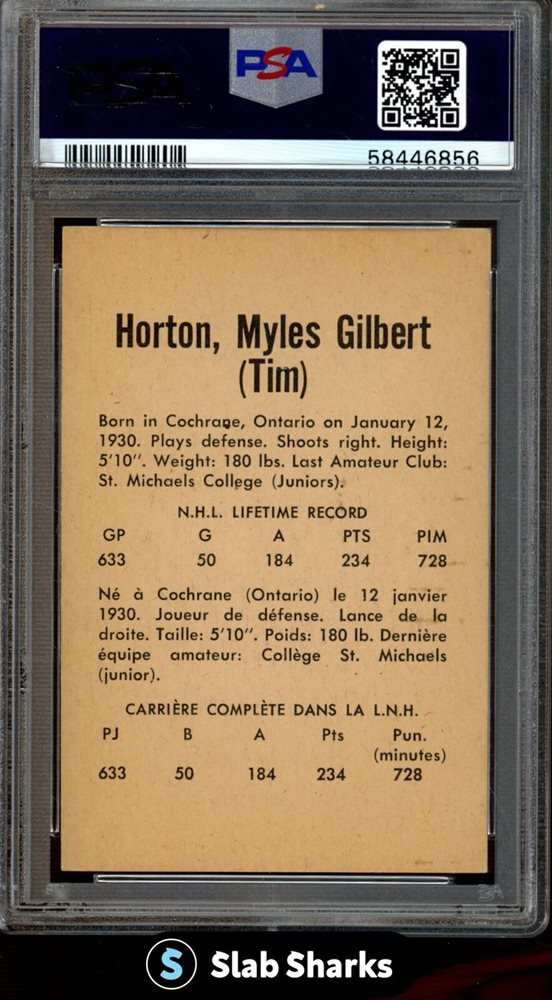 PSA
58446856
Horton, Myles Gilbert
(Tim)
Born in Cochrane, Ontario on January 12,
1930. Plays defense. Shoots right. Height:
5'10". Weight: 180 lbs. Last Amateur Club:
St. Michaels College (Juniors).
N.H.L. LIFETIME RECORD
GP G A PTS PIM
633 50 184 234 728
Né à Cochrane (Ontario) le 12 janvier
1930. Joueur de défense. Lance de la
droite. Taille: 5'10". Poids: 180 lb. Dernière
équipe amateur: Collège St. Michaels
(junior).
CARRIÈRE COMPLÈTE DANS LA L.N.H.
PJ B A Pts Pun.
(minutes)
633 50 184 234 728
S Slab Sharks